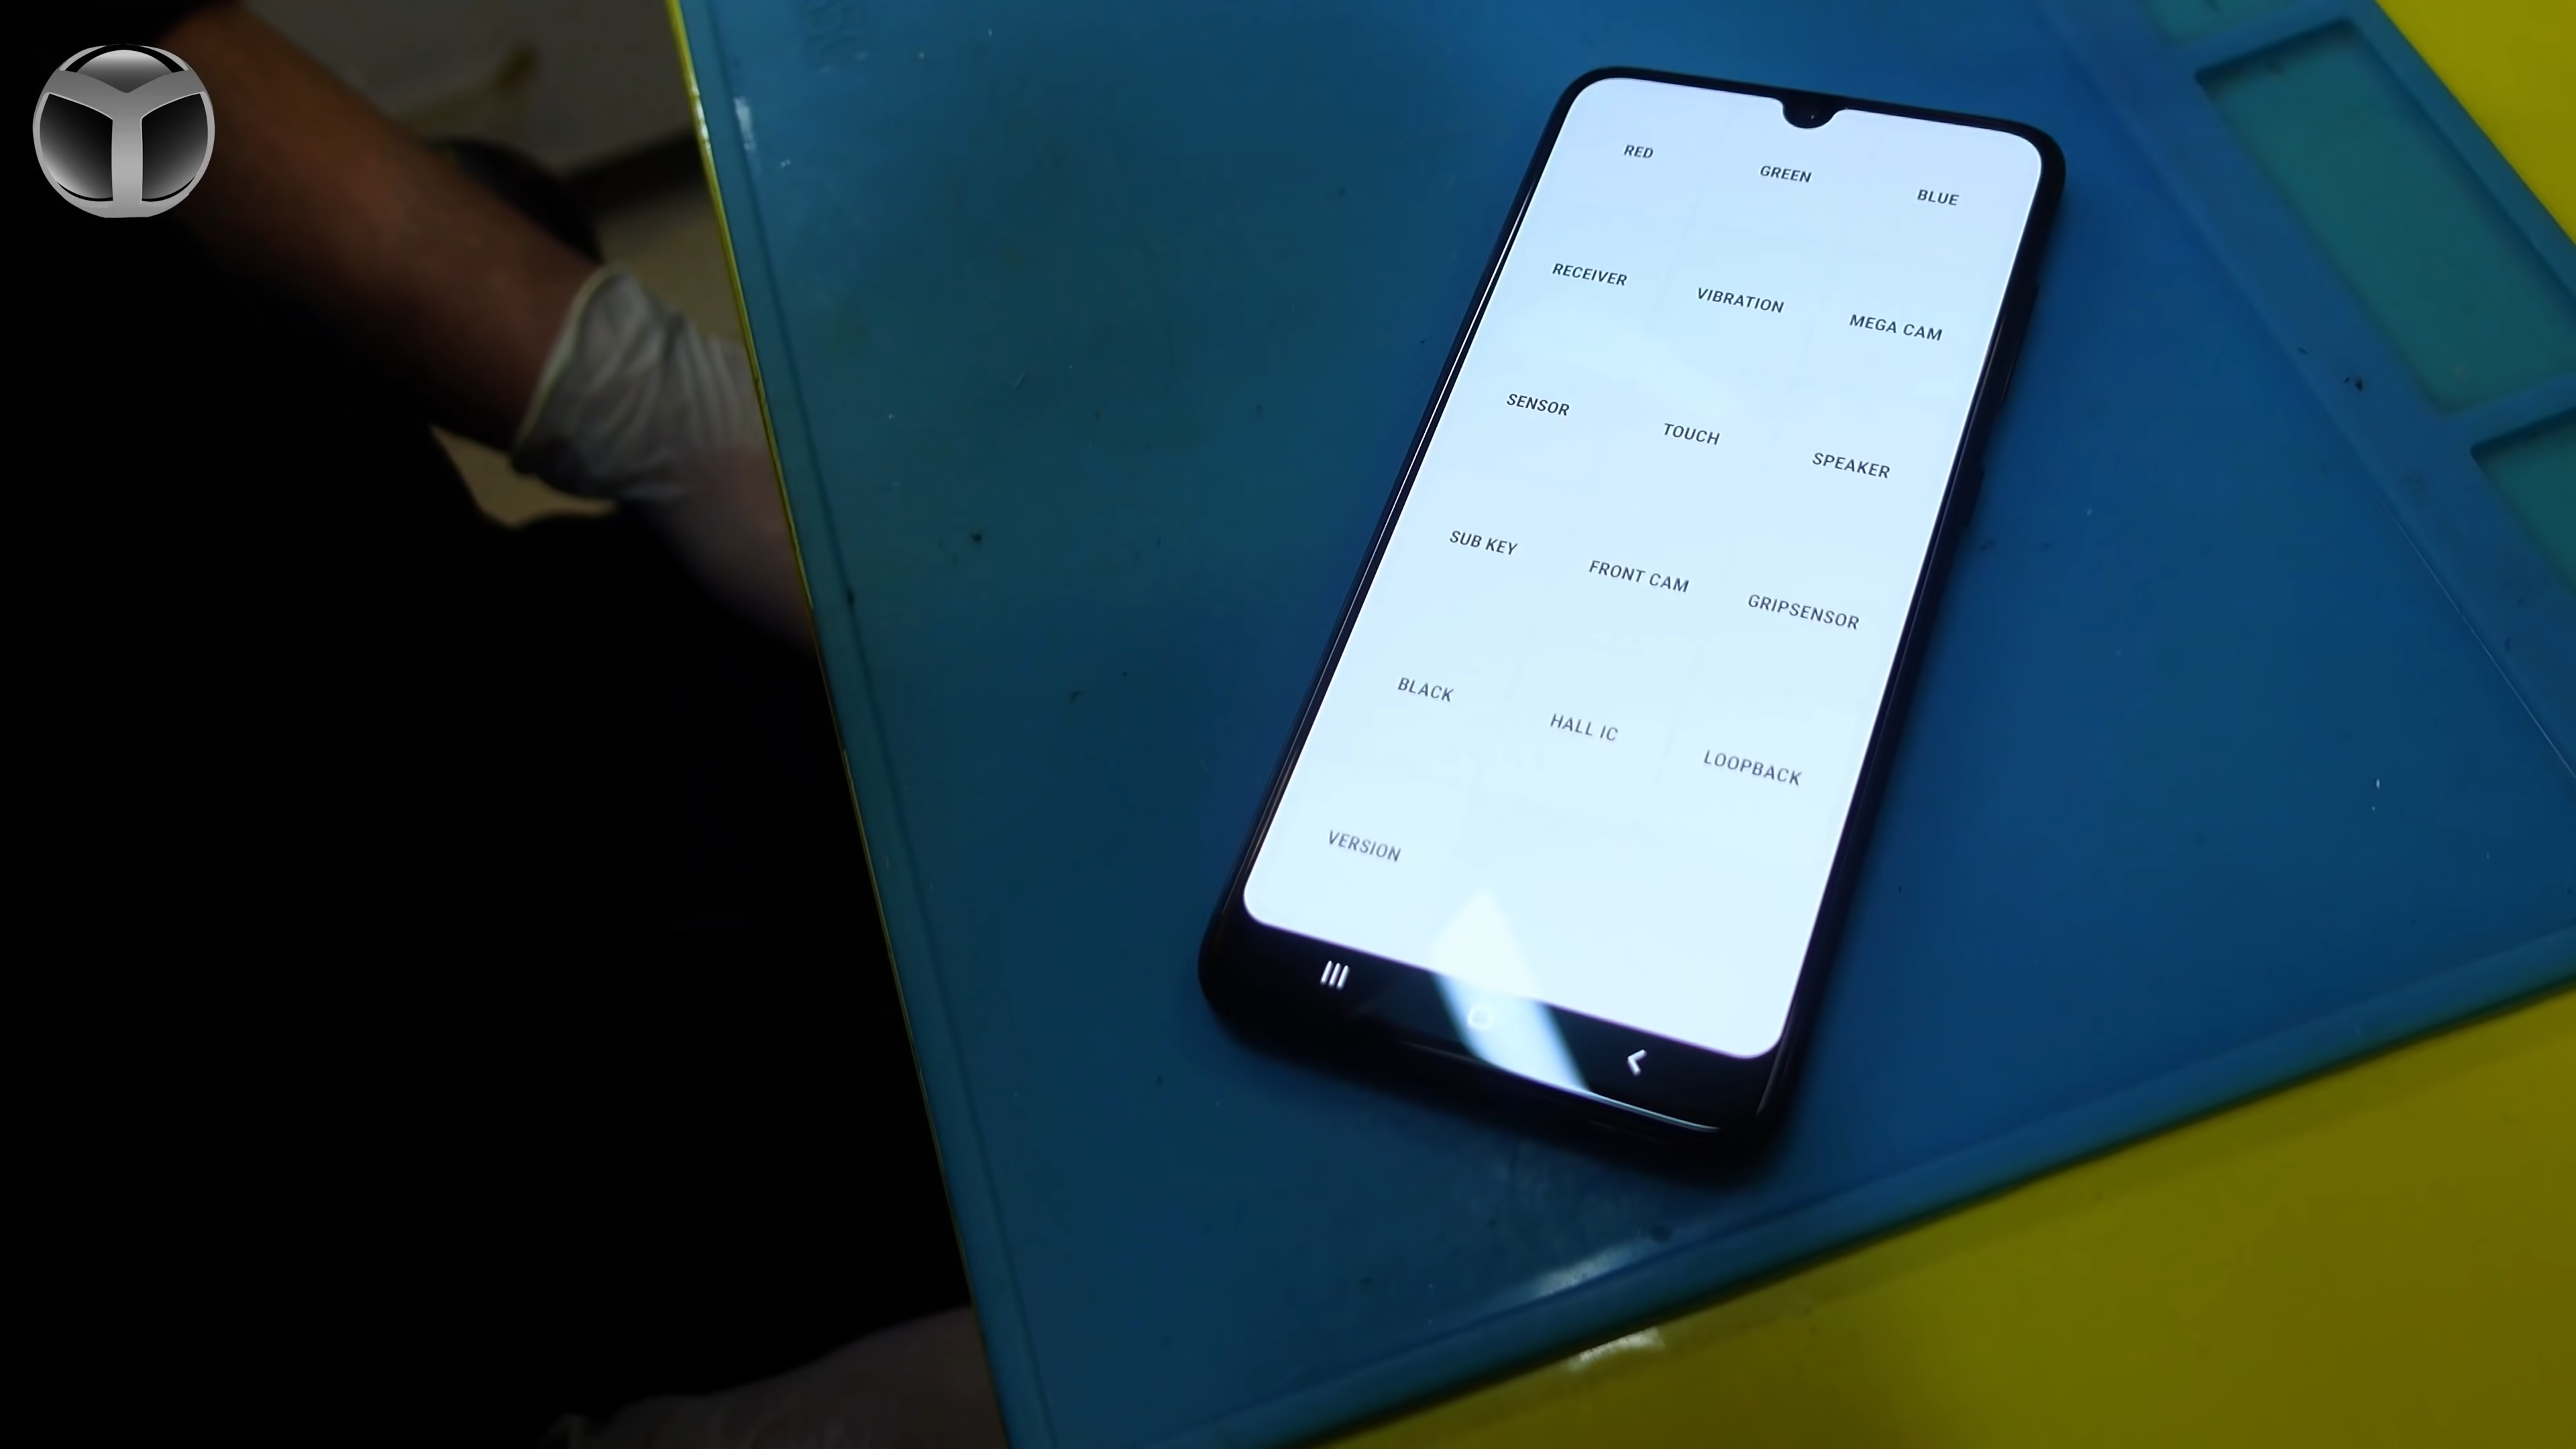 RED GREEN BLUE
RECEIVER VIBRATION MEGA CAM
SENSOR TOUCH SPEAKER
SUB KEY FRONT CAM GRIPSENSOR
BLACK HALL IC LOOPBACK
VERSION